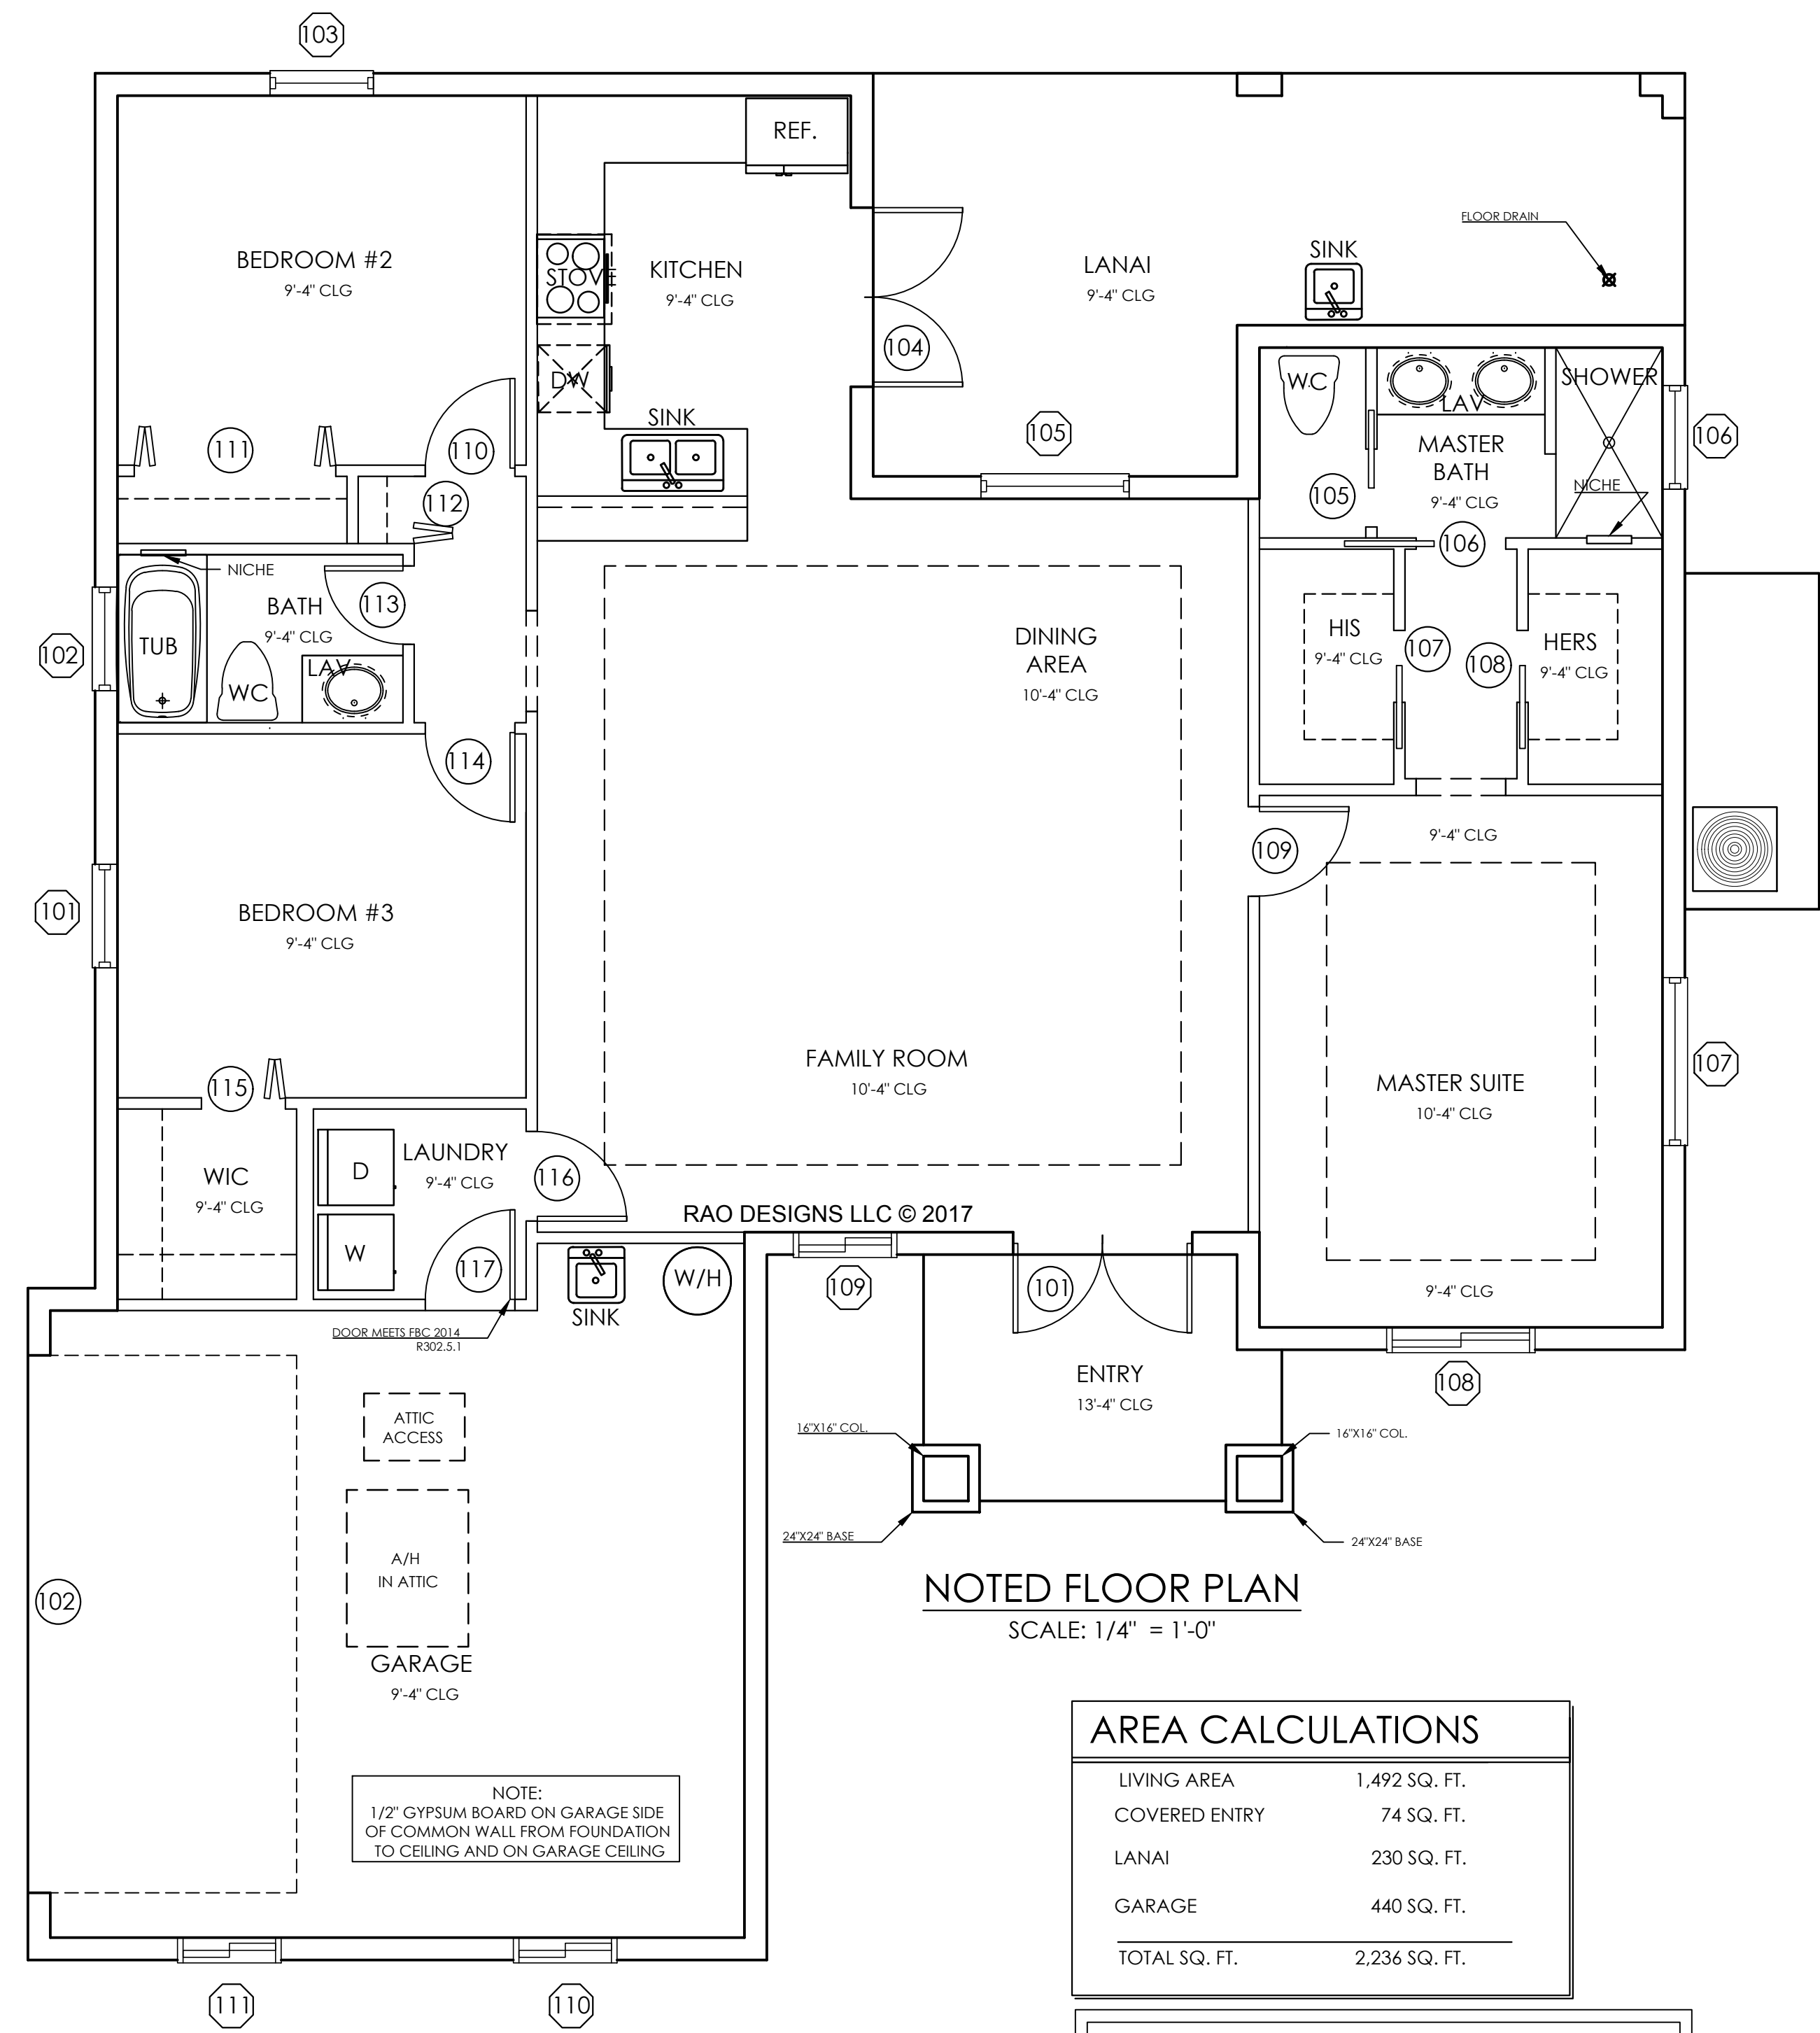 103
REF.
FLOOR DRAIN
BEDROOM #2
9'-4" CLG
STOVE
KITCHEN
9'-4" CLG
LANAI
9'-4" CLG
SINK
104
DW
SINK
111
110
112
105
WC
LAV
SHOWER
MASTER
BATH
9'-4" CLG
NICHE
105
106
106
NICHE
BATH
9'-4" CLG
113
TUB
LAV
WC
102
DINING
AREA
10'-4" CLG
HIS
9'-4" CLG
107
108
HERS
9'-4" CLG
114
109
9'-4" CLG
101
BEDROOM #3
9'-4" CLG
FAMILY ROOM
10'-4" CLG
MASTER SUITE
10'-4" CLG
107
115
WIC
9'-4" CLG
D
LAUNDRY
9'-4" CLG
116
W
117
RAO DESIGNS LLC © 2017
SINK
W/H
109
101
9'-4" CLG
DOOR MEETS FBC 2014
R302.5.1
ENTRY
13'-4" CLG
108
16"X16" COL.
16"X16" COL.
24"X24" BASE
24"X24" BASE
ATTIC
ACCESS
A/H
IN ATTIC
102
GARAGE
9'-4" CLG
NOTED FLOOR PLAN
SCALE: 1/4" = 1'-0"
NOTE:
1/2" GYPSUM BOARD ON GARAGE SIDE
OF COMMON WALL FROM FOUNDATION
TO CEILING AND ON GARAGE CEILING
111
110
AREA CALCULATIONS
LIVING AREA 1,492 SQ. FT.
COVERED ENTRY 74 SQ. FT.
LANAI 230 SQ. FT.
GARAGE 440 SQ. FT.
TOTAL SQ. FT. 2,236 SQ. FT.